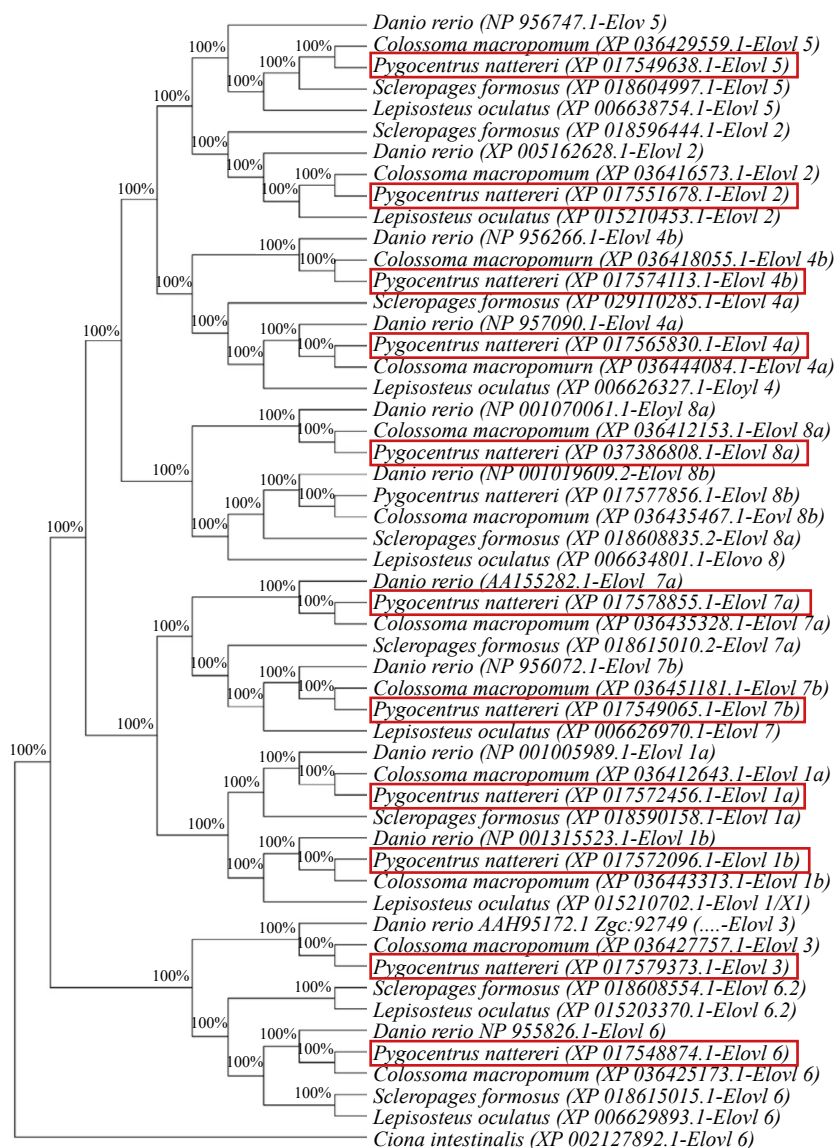 100%
Danio rerio (NP 956747.1-Elov 5)
100%
Colossoma macropomum (XP 036429559.1-Elovl 5)
100%
100%
Pygocentrus nattereri (XP 017549638.1-Elovl 5)
100%
Scleropages formosus (XP 018604997.1-Elovl 5)
Lepisosteus oculatus (XP 006638754.1-Elovl 5)
100%
Scleropages formosus (XP 018596444.1-Elovl 2)
100%
Danio rerio (XP 005162628.1-Elovl 2)
100%
Colossoma macropomum (XP 036416573.1-Elovl 2)
100%
100%
Pygocentrus nattereri (XP 017551678.1-Elovl 2)
Lepisosteus oculatus (XP 015210453.1-Elovl 2)
100%
Danio rerio (NP 956266.1-Elovl 4b)
100%
100%
Colossoma macropomurn (XP 036418055.1-Elovl 4b)
Pygocentrus nattereri (XP 017574113.1-Elovl 4b)
100%
Scleropages formosus (XP 029110285.1-Elovl 4a)
100%
Danio rerio (NP 957090.1-Elovl 4a)
100%
100%
100%
Pygocentrus nattereri (XP 017565830.1-Elovl 4a)
Colossoma macropomurn (XP 036444084.1-Elovl 4a)
Lepisosteus oculatus (XP 006626327.1-Eloyl 4)
100%
Danio rerio (NP 001070061.1-Eloyl 8a)
100%
Colossoma macropomum (XP 036412153.1-Elovl 8a)
100%
Pygocentrus nattereri (XP 037386808.1-Elovl 8a)
100%
Danio rerio (NP 001019609.2-Elovl 8b)
100%
100%
Pygocentrus nattereri (XP 017577856.1-Elovl 8b)
100%
Colossoma macropomum (XP 036435467.1-Eovl 8b)
100%
Scleropages formosus (XP 018608835.2-Elovl 8a)
Lepisosteus oculatus (XP 006634801.1-Elovo 8)
100%
Danio rerio (AA155282.1-Elovl 7a)
100%
Pygocentrus nattereri (XP 017578855.1-Elovl 7a)
100%
Colossoma macropomum (XP 036435328.1-Elovl 7a)
100%
Scleropages formosus (XP 018615010.2-Elovl 7a)
100%
Danio rerio (NP 956072.1-Elovl 7b)
100%
100%
100%
Colossoma macropomum (XP 036451181.1-Elovl 7b)
Pygocentrus nattereri (XP 017549065.1-Elovl 7b)
Lepisosteus oculatus (XP 006626970.1-Elovl 7)
100%
Danio rerio (NP 001005989.1-Elovl 1a)
100%
100%
Colossoma macropomum (XP 036412643.1-Elovl 1a)
Pygocentrus nattereri (XP 017572456.1-Elovl 1a)
100%
Scleropages formosus (XP 018590158.1-Elovl 1a)
100%
Danio rerio (NP 001315523.1-Elovl 1b)
100%
100%
Pygocentrus nattereri (XP 017572096.1-Elovl 1b)
Colossoma macropomum (XP 036443313.1-Elovl 1b)
Lepisosteus oculatus (XP 015210702.1-Elovl 1/X1)
100%
Danio rerio AAH95172.1 Zgc:92749 (....-Elovl 3)
100%
100%
Colossoma macropomum (XP 036427757.1-Elovl 3)
Pygocentrus nattereri (XP 017579373.1-Elovl 3)
100%
Scleropages formosus (XP 018608554.1-Elovl 6.2)
100%
Lepisosteus oculatus (XP 015203370.1-Elovl 6.2)
100%
Danio rerio NP 955826.1-Elovl 6)
100%
100%
Pygocentrus nattereri (XP 017548874.1-Elovl 6)
Colossoma macropomum (XP 036425173.1-Elovl 6)
100%
Scleropages formosus (XP 018615015.1-Elovl 6)
Lepisosteus oculatus (XP 006629893.1-Elovl 6)
Ciona intestinalis (XP 002127892.1-Elovl 6)